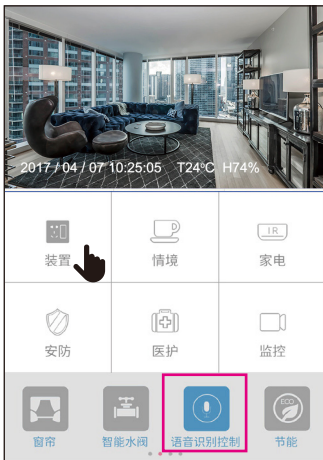 2017 / 04 / 07 10:25:05 T24°C H74%
D
IR
装置
情境
家电
安防
医护
监控
ECO
窗帘
智能水阀
语音识别控制
节能